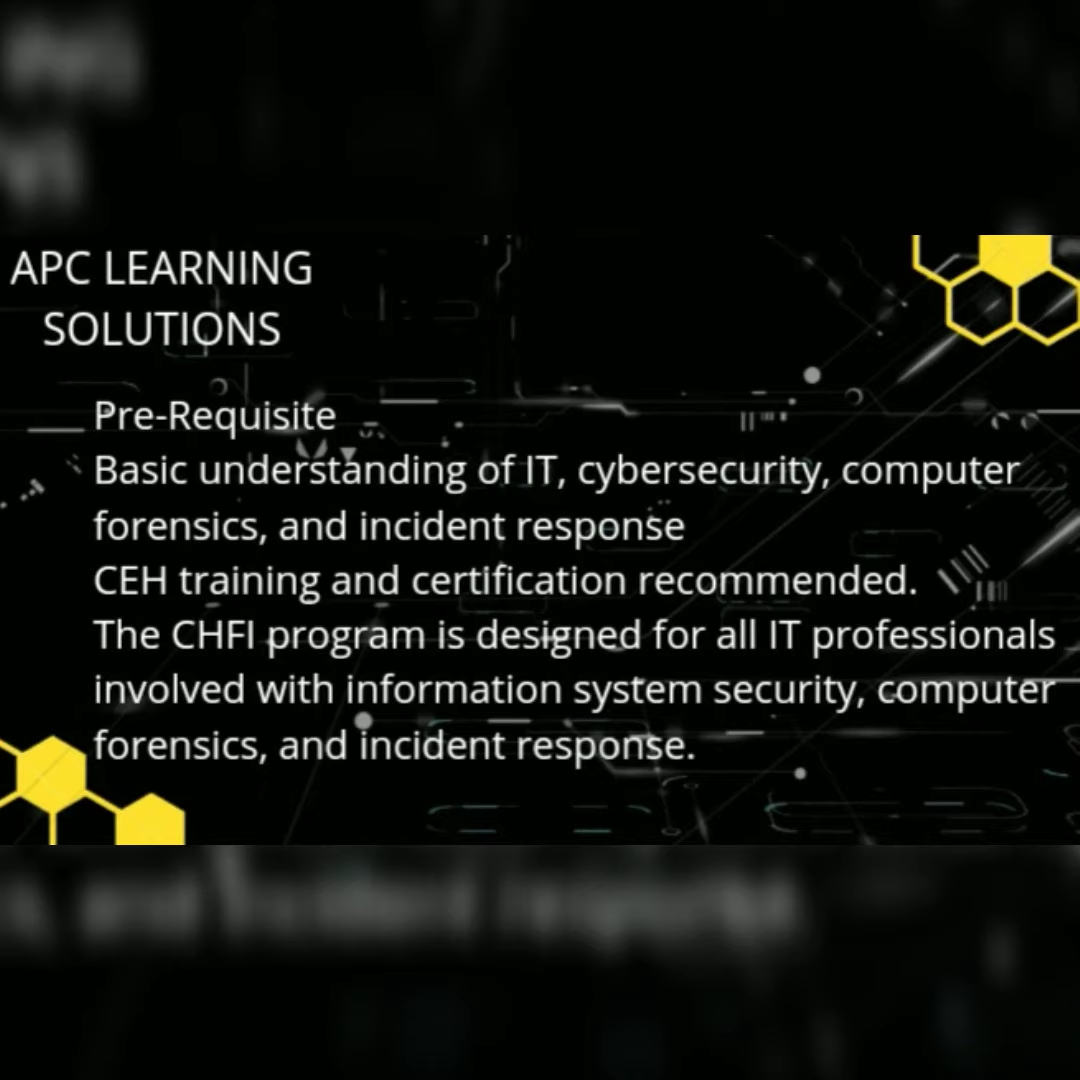 APC LEARNING
SOLUTIONS
Pre-Requisite
Basic understanding of IT, cybersecurity, computer
forensics, and incident response
CEH training and certification recommended.
The CHFI program is designed for all IT professionals
involved with information system security, computer
forensics, and incident response.